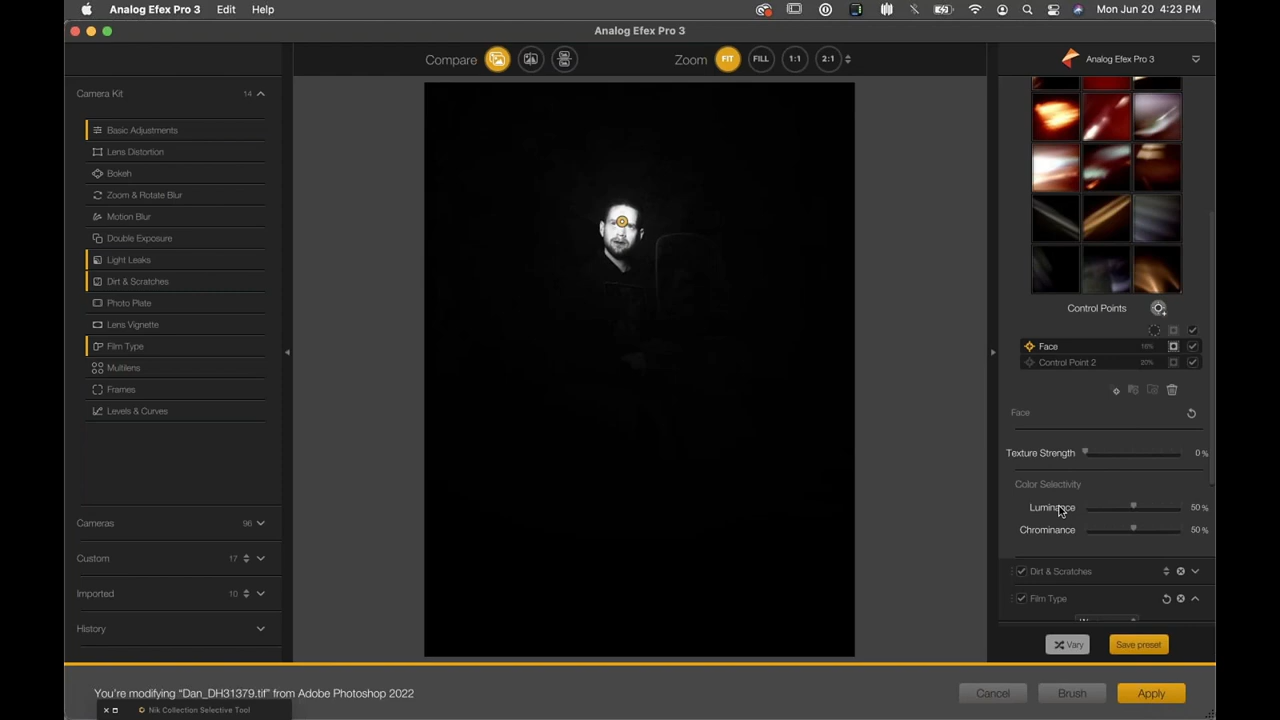 Analog Efex Pro 3 Edit Help Mon Jun 20 4:23 PM
Analog Efex Pro 3
Compare Zoom FIT FILL 1:1 2:1 Analog Efex Pro 3
Camera Kit 14
Basic Adjustments
Lens Distortion
Bokeh
Zoom & Rotate Blur
Motion Blur
Double Exposure
Light Leaks
Dirt & Scratches
Photo Plate
Lens Vignette
Film Type
Multilens
Frames
Levels & Curves
Cameras 96
Custom 17
Imported 10
History
Control Points
Face 16%
Control Point 2 20%
Face
Texture Strength 0 %
Color Selectivity
Luminance 50 %
Chrominance 50 %
Dirt & Scratches
Film Type
Vary Save preset
You're modifying "Dan_DH31379.tif" from Adobe Photoshop 2022 Cancel Brush Apply
Nik Collection Selective Tool